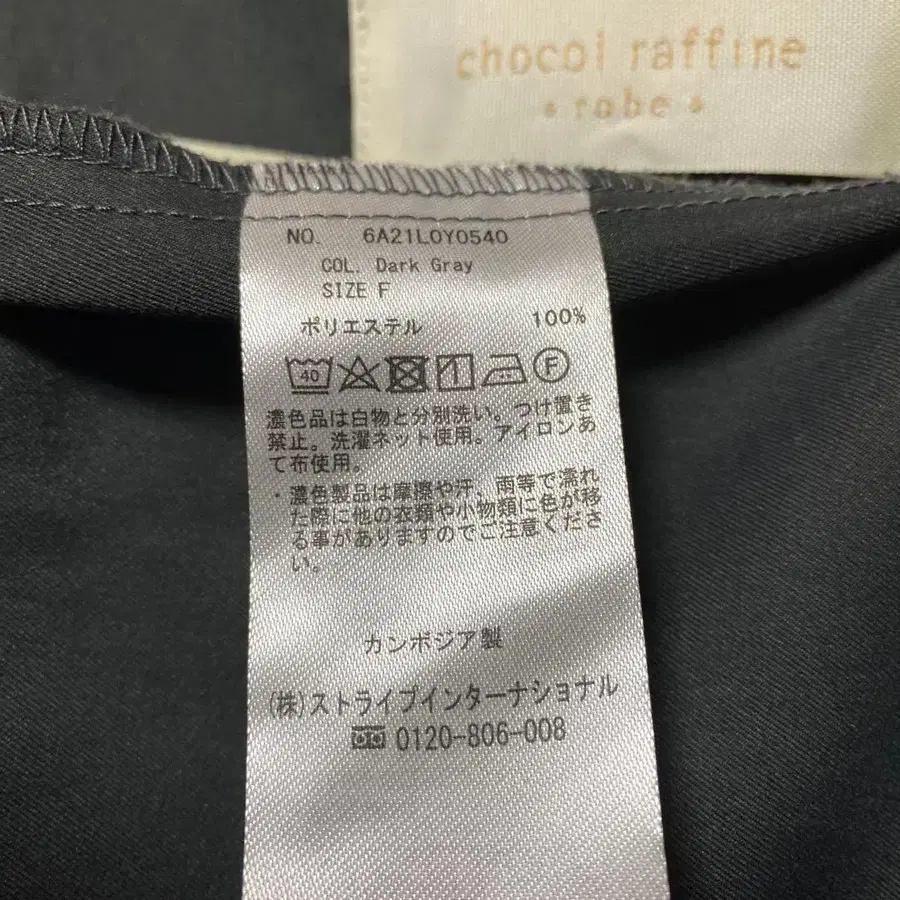 chocol raffine
robe
NO. 6A21L0Y0540
COL. Dark Gray
SIZE F
ポリエステル 100%
40
F
濃色品は白物と分別洗い。つけ置き
禁止。洗濯ネット使用。アイロンあ
て布使用。
・濃色製品は摩擦や汗、雨等で濡れ
た際に他の衣類や小物類に色が移
る事がありますのでご注意くださ
い。
カンボジア製
(株)ストライプインターナショナル
0120-806-008